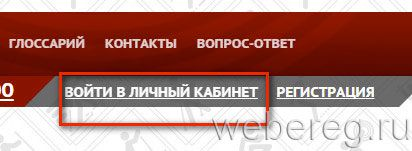 ГЛОССАРИЙ КОНТАКТЫ ВОПРОС-ОТВЕТ
ВОЙТИ В ЛИЧНЫЙ КАБИНЕТ РЕГИСТРАЦИЯ
webereg.ru